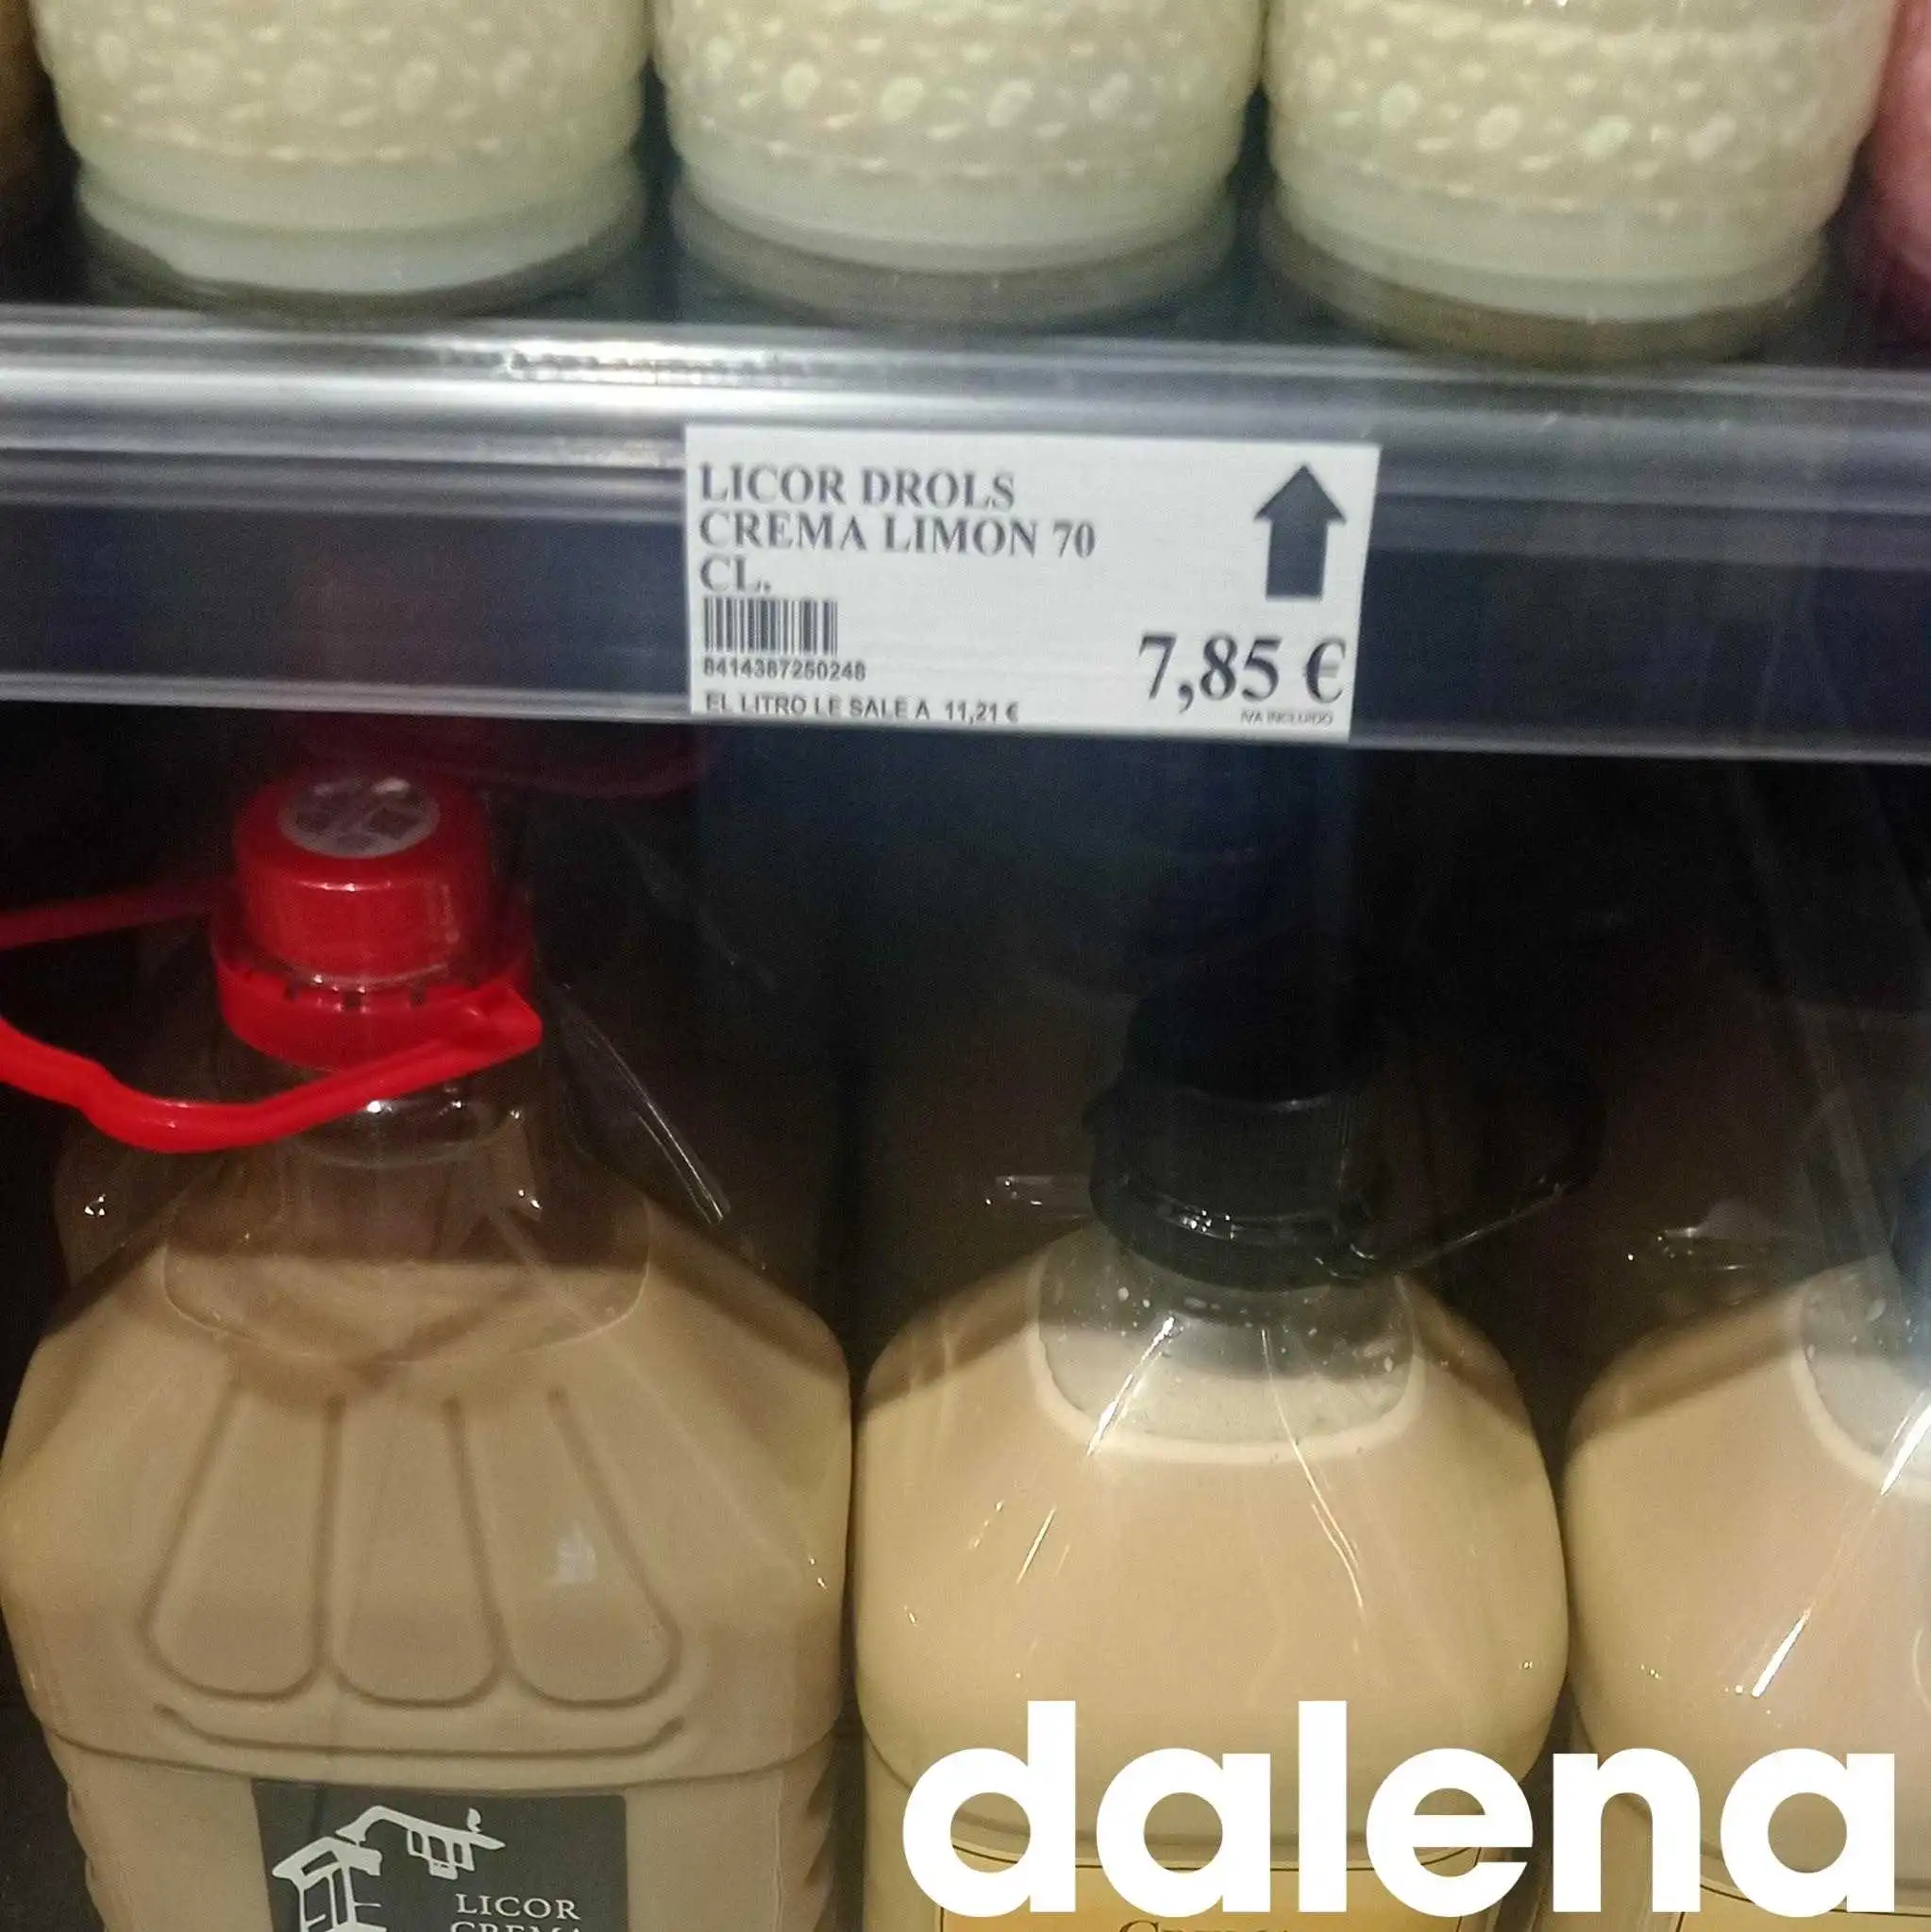 LICOR DROLS
CREMA LIMON 70
CL.
8414387250248
EL LITRO LE SALE A 11,21 €
7,85 €
IVA INCLUIDO
LICOR
CREMA
dalena